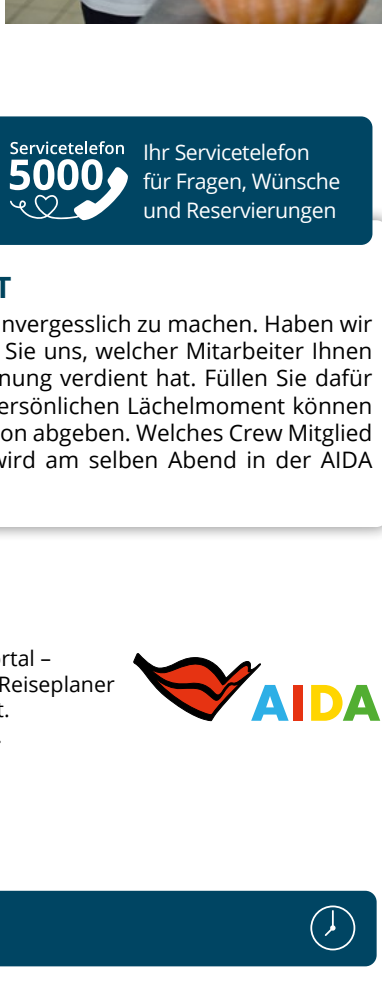 Servicetelefon
5000
Ihr Servicetelefon
für Fragen, Wünsche
und Reservierungen
T
nvergesslich zu machen. Haben wir
Sie uns, welcher Mitarbeiter Ihnen
nung verdient hat. Füllen Sie dafür
ersönlichen Lächelmoment können
on abgeben. Welches Crew Mitglied
wird am selben Abend in der AIDA
rtal –
Reiseplaner
t.
AIDA